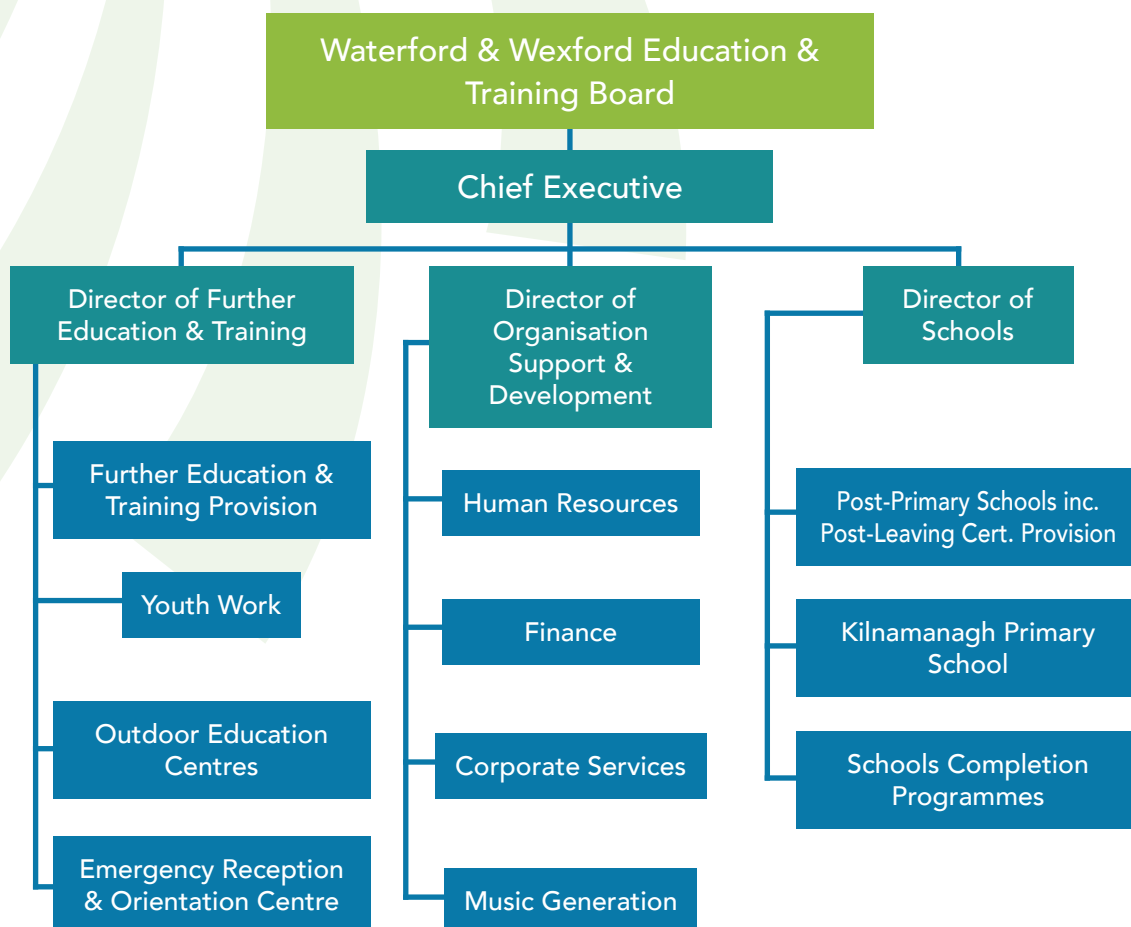 Waterford & Wexford Education &
Training Board
Chief Executive
Director of Further
Education & Training
Director of
Organisation
Support &
Development
Director of
Schools
Further Education &
Training Provision
Youth Work
Outdoor Education
Centres
Emergency Reception
& Orientation Centre
Human Resources
Finance
Corporate Services
Music Generation
Post-Primary Schools inc.
Post-Leaving Cert. Provision
Kilnamanagh Primary
School
Schools Completion
Programmes